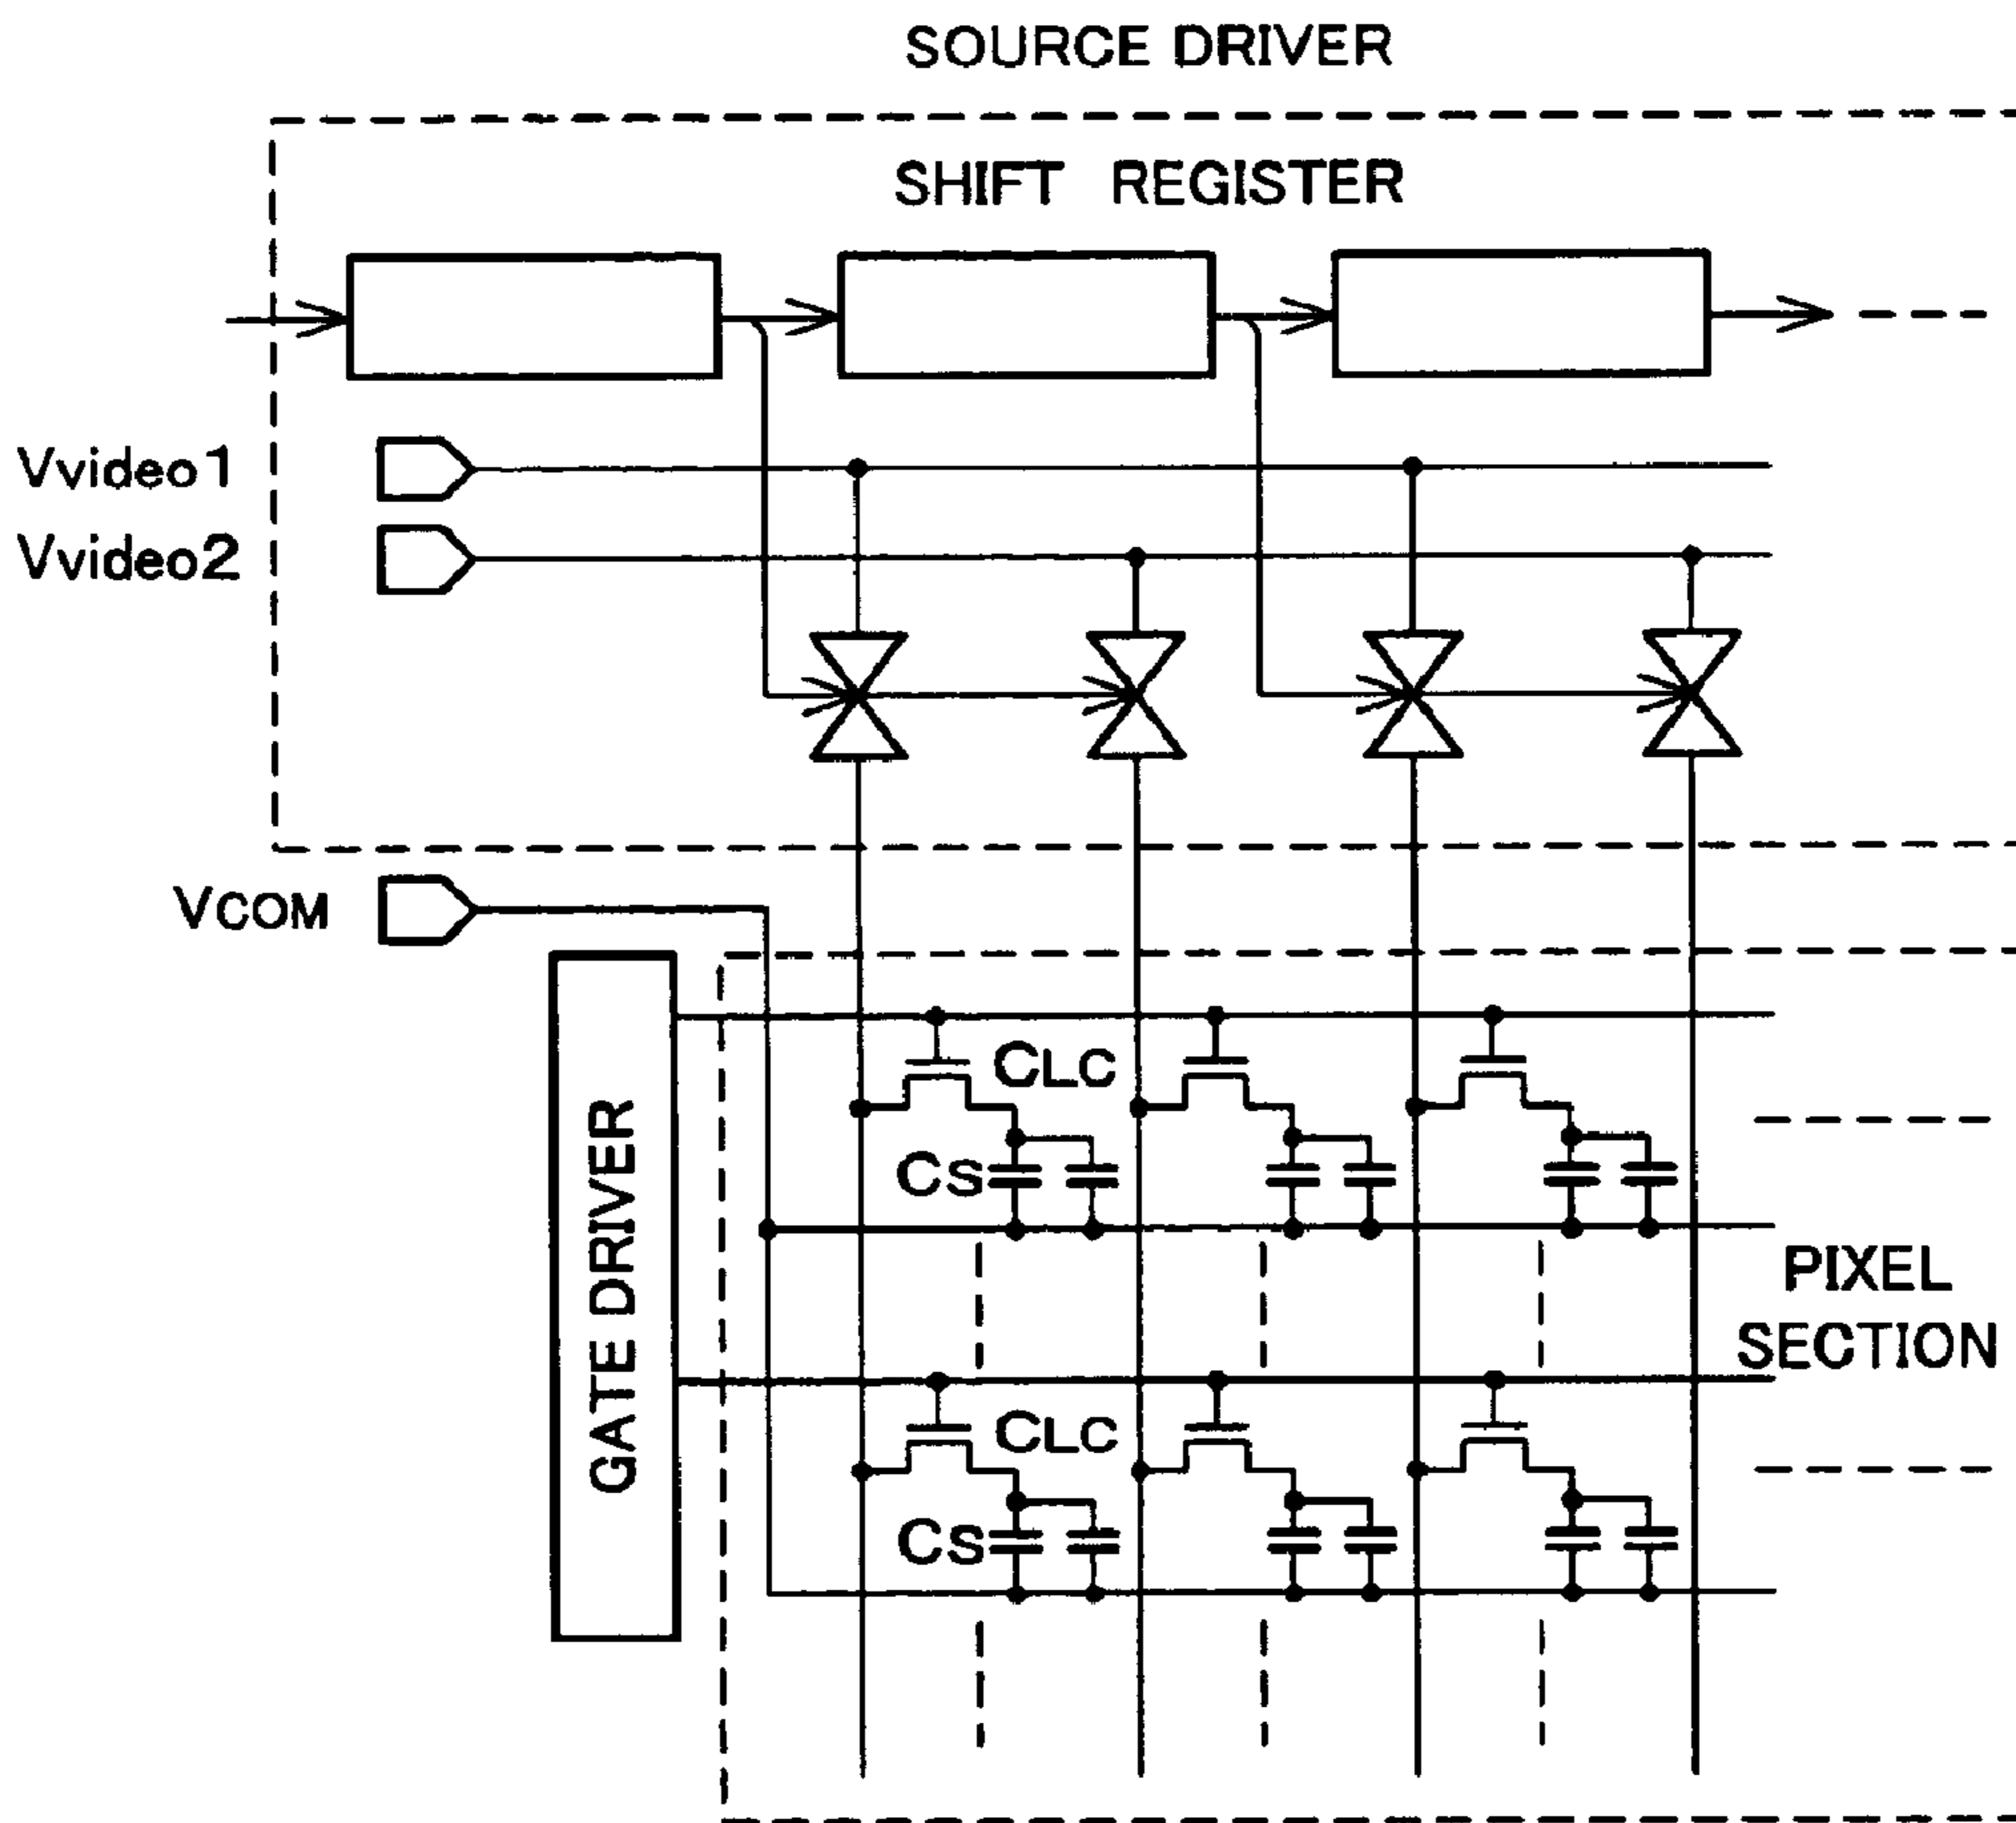 SOURCE DRIVER
SHIFT REGISTER
Vvideo1
Vvideo2
VCOM
GATE DRIVER
CLC
CS
PIXEL
SECTION
CLC
CS